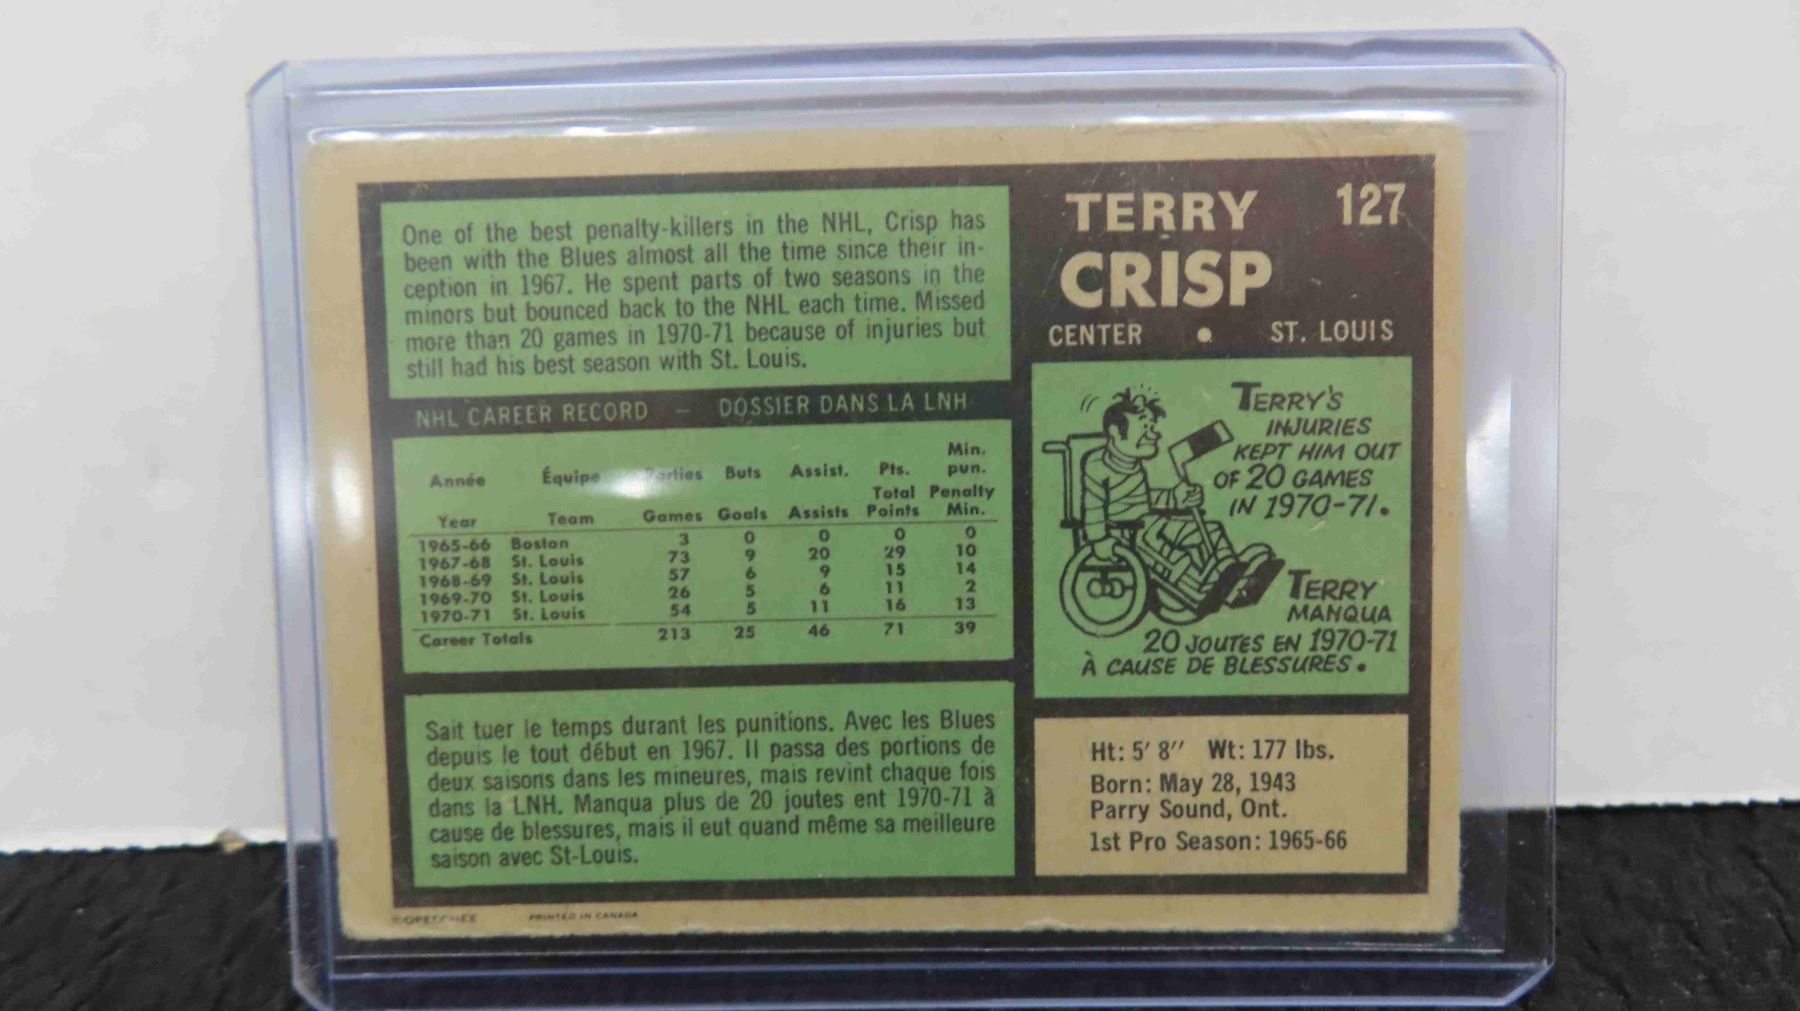 One of the best penalty-killers in the NHL, Crisp has
been with the Blues almost all the time since their in-
ception in 1967. He spent parts of two seasons in the
minors but bounced back to the NHL each time. Missed
more than 20 games in 1970-71 because of injuries but
still had his best season with St. Louis.
TERRY 127
CRISP
CENTER • ST. LOUIS
NHL CAREER RECORD — DOSSIER DANS LA LNH
Année Équipe Parties Buts Assist. Pts. Min. pun.
Year Team Games Goals Assists Total Points Penalty Min.
1965-66 Boston 3 0 0 0 0
1967-68 St. Louis 73 9 20 29 10
1968-69 St. Louis 57 6 9 15 14
1969-70 St. Louis 26 5 6 11 2
1970-71 St. Louis 54 5 11 16 13
Career Totals 213 25 46 71 39
TERRY'S
INJURIES
KEPT HIM OUT
OF 20 GAMES
IN 1970-71.
TERRY
MANQUA
20 JOUTES EN 1970-71
À CAUSE DE BLESSURES.
Sait tuer le temps durant les punitions. Avec les Blues
depuis le tout début en 1967. Il passa des portions de
deux saisons dans les mineures, mais revint chaque fois
dans la LNH. Manqua plus de 20 joutes ent 1970-71 à
cause de blessures, mais il eut quand même sa meilleure
saison avec St-Louis.
Ht: 5' 8" Wt: 177 lbs.
Born: May 28, 1943
Parry Sound, Ont.
1st Pro Season: 1965-66
PRINTED IN CANADA